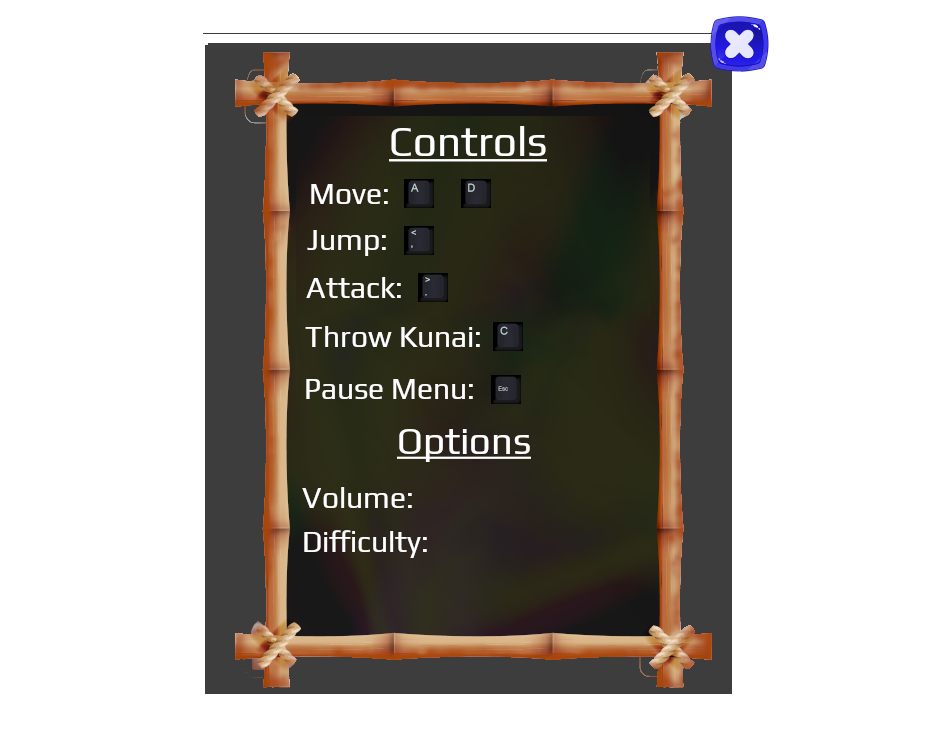 Controls
Move: A D
Jump: < ,
Attack: > .
Throw Kunai: C
Pause Menu: Esc
Options
Volume:
Difficulty: